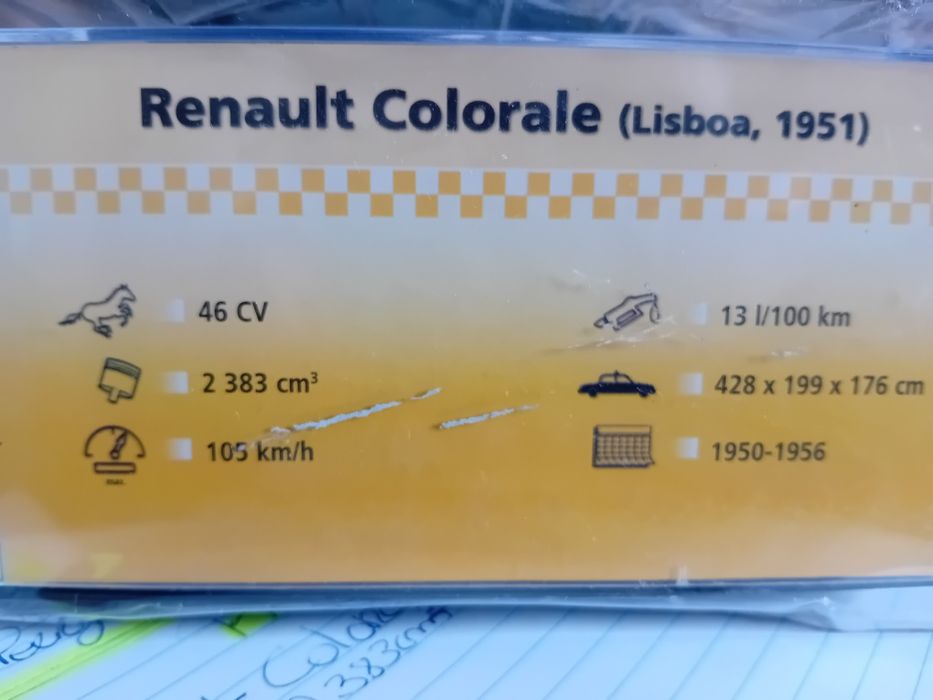 Renault Colorale (Lisboa, 1951)
46 CV
13 l/100 km
2 383 cm³
428 x 199 x 176 cm
105 km/h
1950-1956